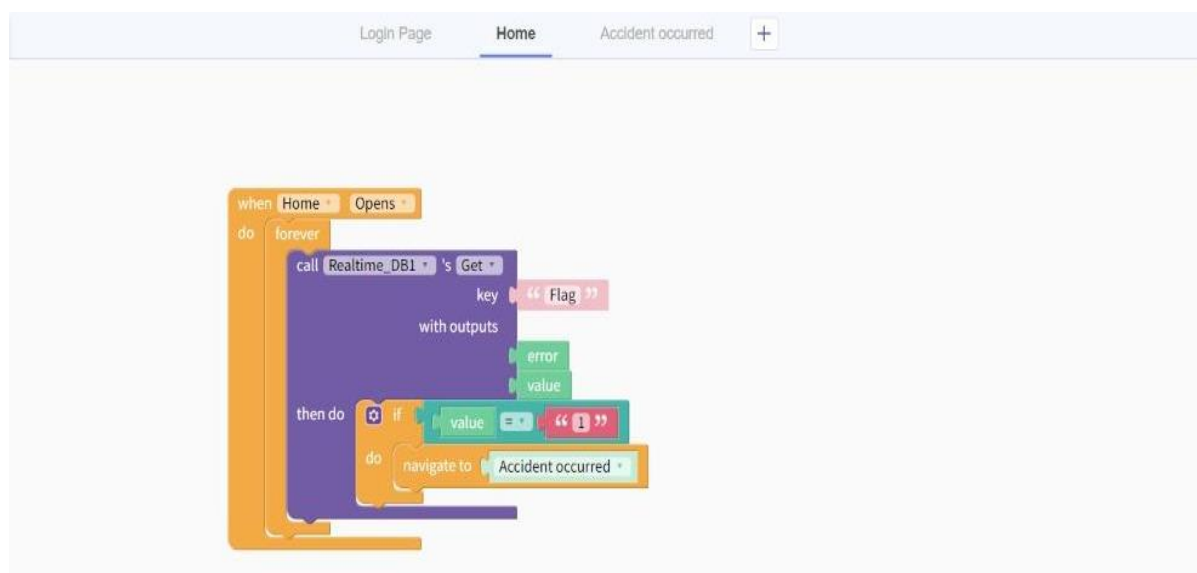 Login Page Home Accident occurred +
when Home Opens
do forever
call Realtime_DB1 's Get
key “ Flag ”
with outputs
error
value
then do if value = “ 1 ”
do navigate to Accident occurred